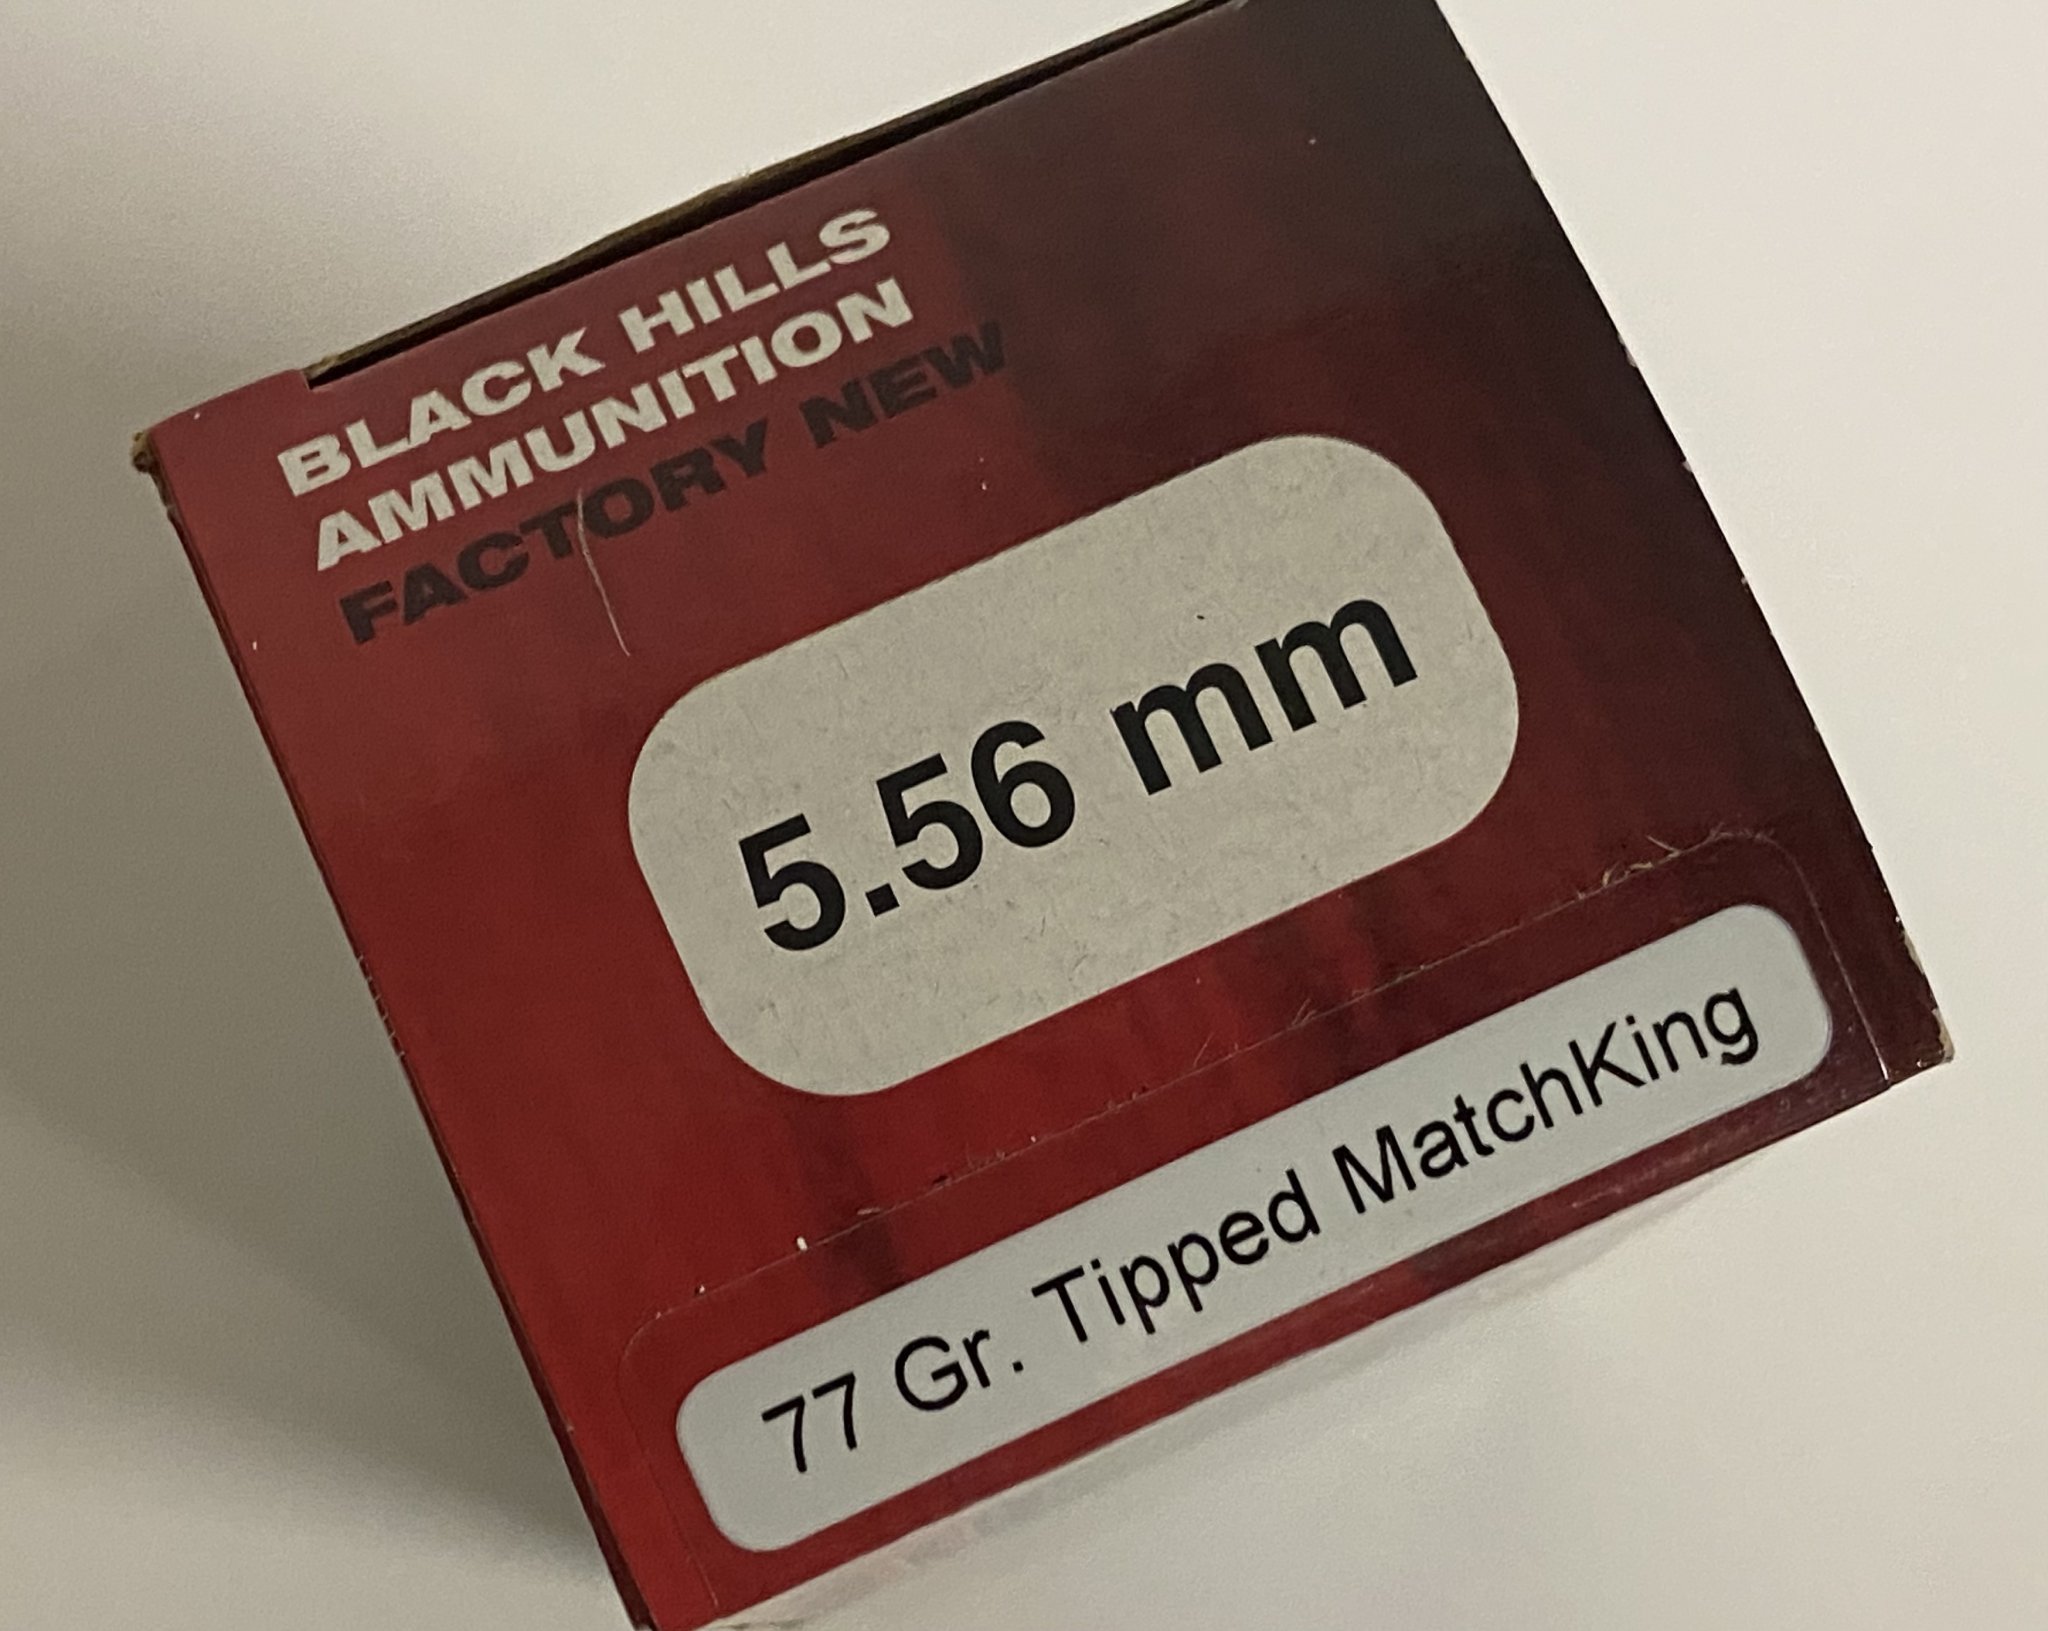 BLACK HILLS
AMMUNITION
FACTORY NEW
5.56 mm
77 Gr. Tipped MatchKing